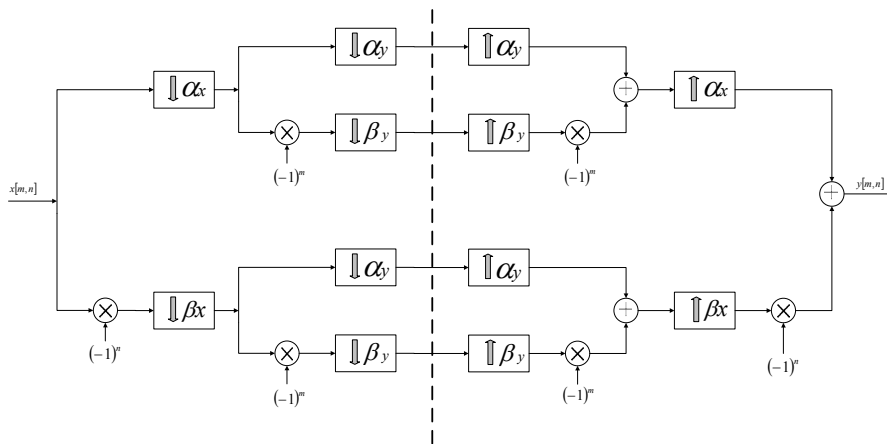 ↓αy ↑αy
↓αx + ↑αx
× ↓βy ↑βy ×
(-1)^m (-1)^m
x[m,n] + y[m,n]
↓αy ↑αy
× ↓βx + ↑βx ×
(-1)^n × ↓βy ↑βy × (-1)^n
(-1)^m (-1)^m